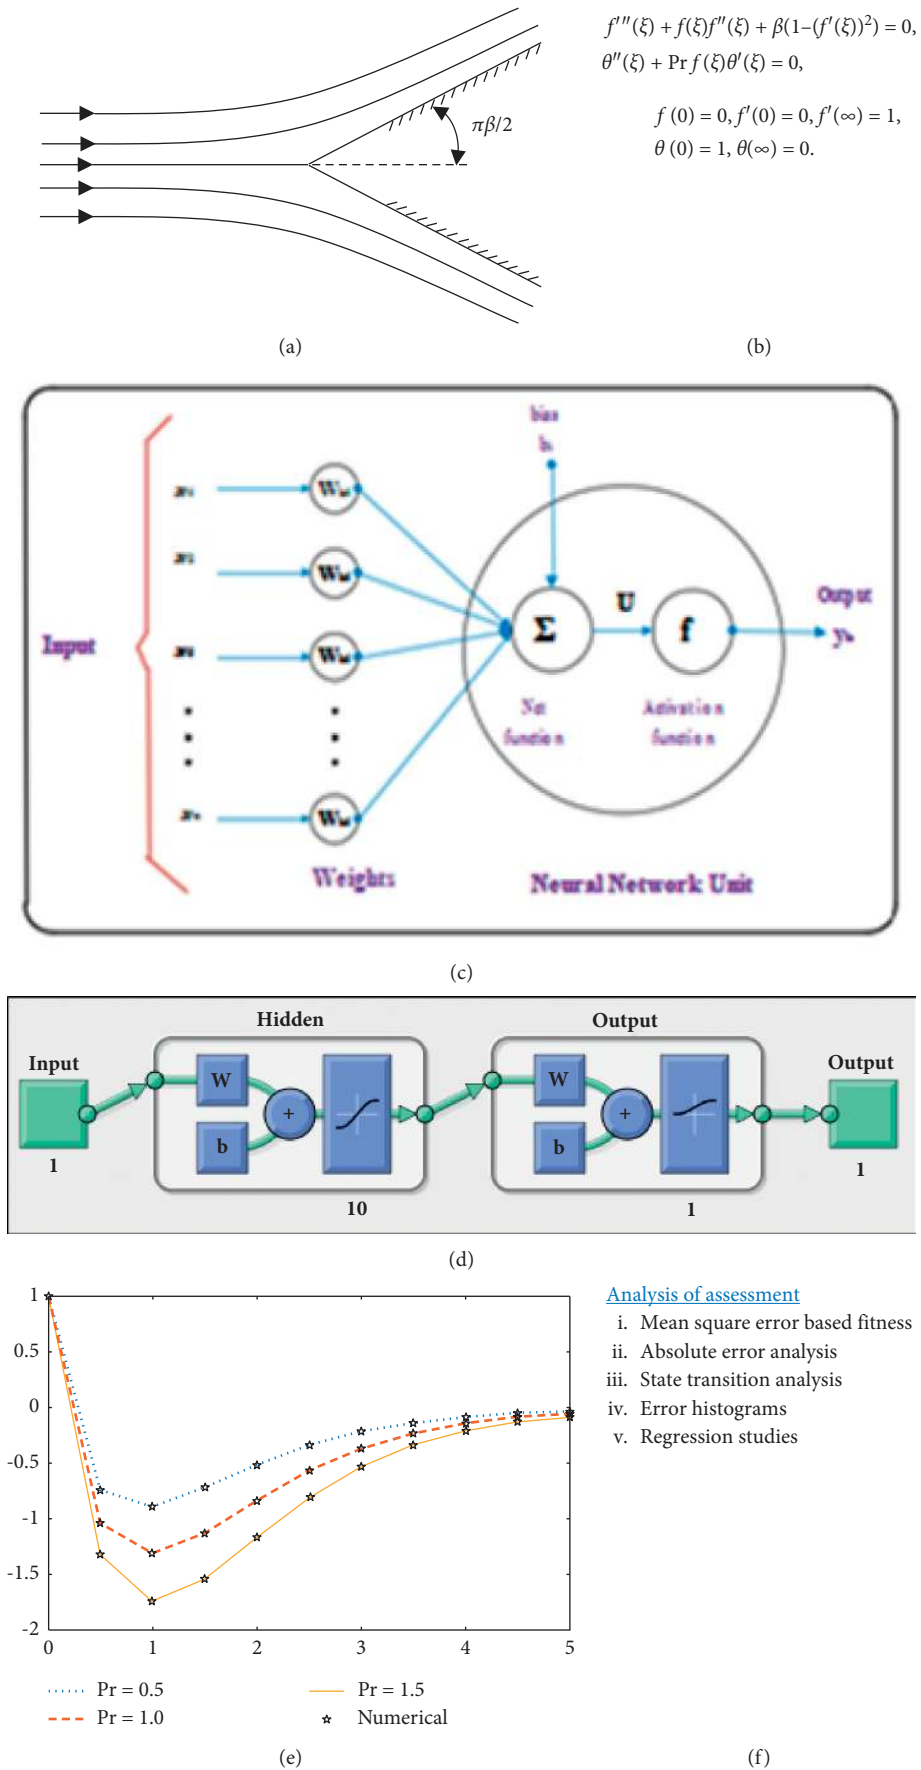 πβ/2
f′″(ξ) + f(ξ)f″(ξ) + β(1–(f′(ξ))²) = 0,
θ″(ξ) + Pr f(ξ)θ′(ξ) = 0,
f (0) = 0, f′(0) = 0, f′(∞) = 1,
θ (0) = 1, θ(∞) = 0.
(a)
(b)
bias
Input
Σ
U
f
Output
Net
function
Activation
function
Weights
Neural Network Unit
(c)
Hidden
Output
Input
W
b
+
10
W
b
+
1
Output
1
1
(d)
1
0.5
0
-0.5
-1
-1.5
-2
0 1 2 3 4 5
Pr = 0.5
Pr = 1.0
Pr = 1.5
Numerical
(e)
Analysis of assessment
i. Mean square error based fitness
ii. Absolute error analysis
iii. State transition analysis
iv. Error histograms
v. Regression studies
(f)